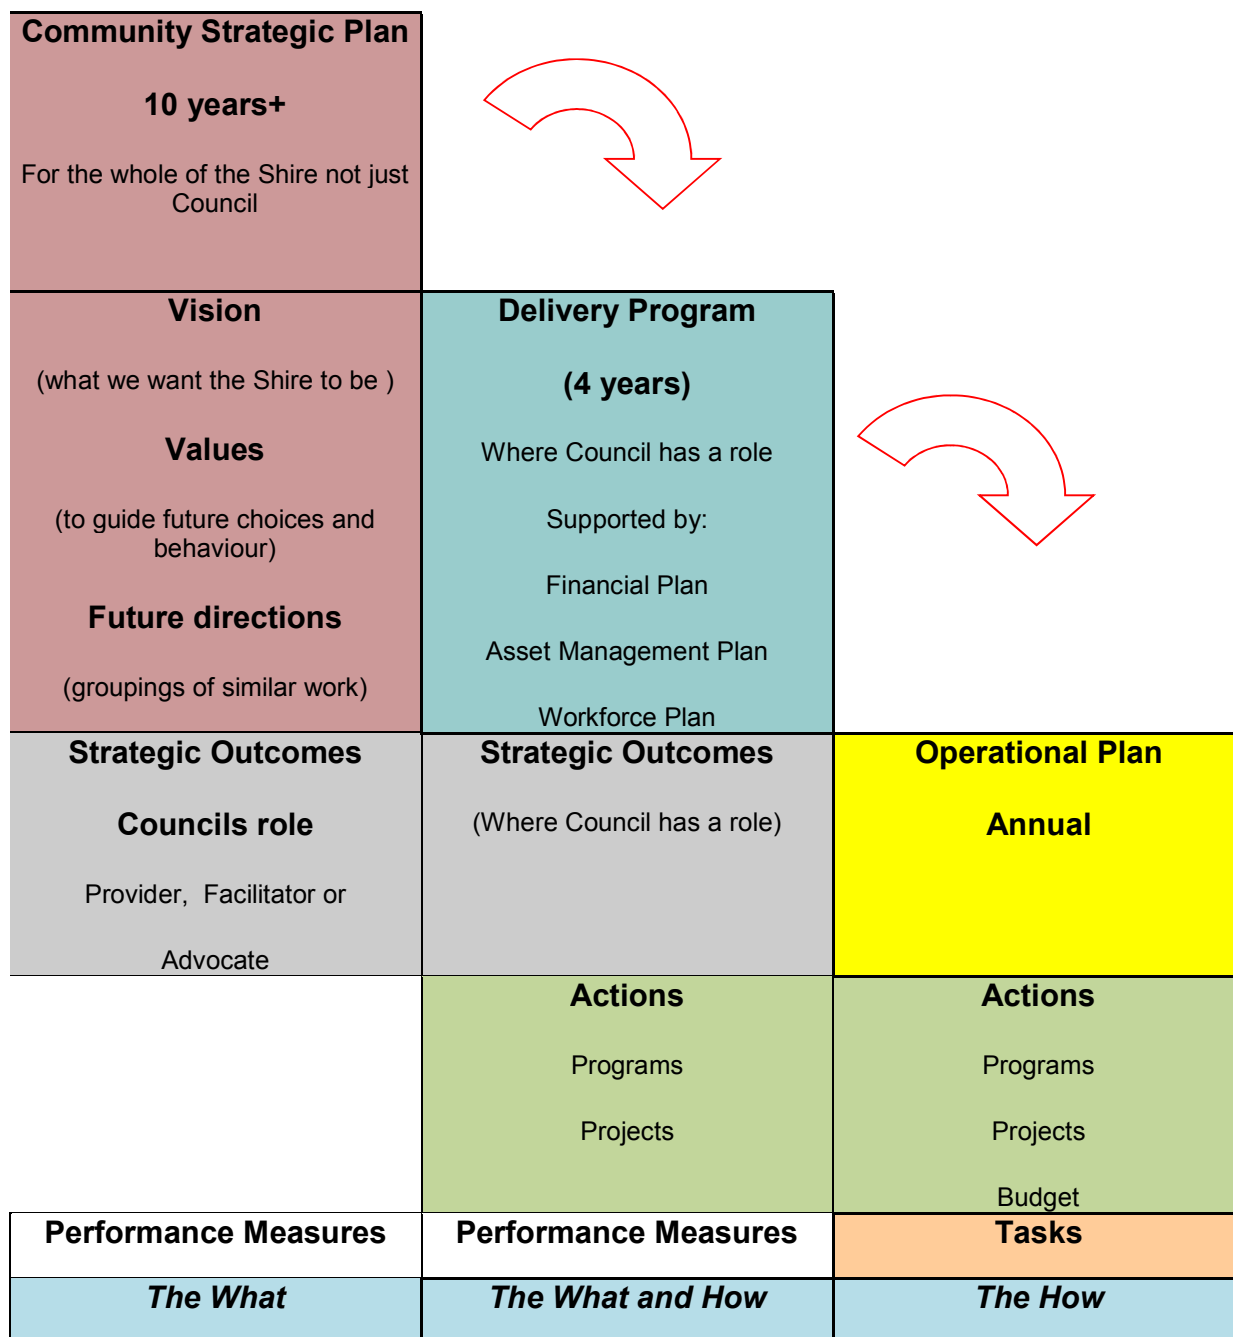 Community Strategic Plan
10 years+
For the whole of the Shire not just
Council
Vision
(what we want the Shire to be )
Values
(to guide future choices and
behaviour)
Future directions
(groupings of similar work)
Delivery Program
(4 years)
Where Council has a role
Supported by:
Financial Plan
Asset Management Plan
Workforce Plan
Strategic Outcomes
Councils role
Provider, Facilitator or
Advocate
Strategic Outcomes
(Where Council has a role)
Operational Plan
Annual
Actions
Programs
Projects
Actions
Programs
Projects
Budget
Performance Measures
Performance Measures
Tasks
The What
The What and How
The How